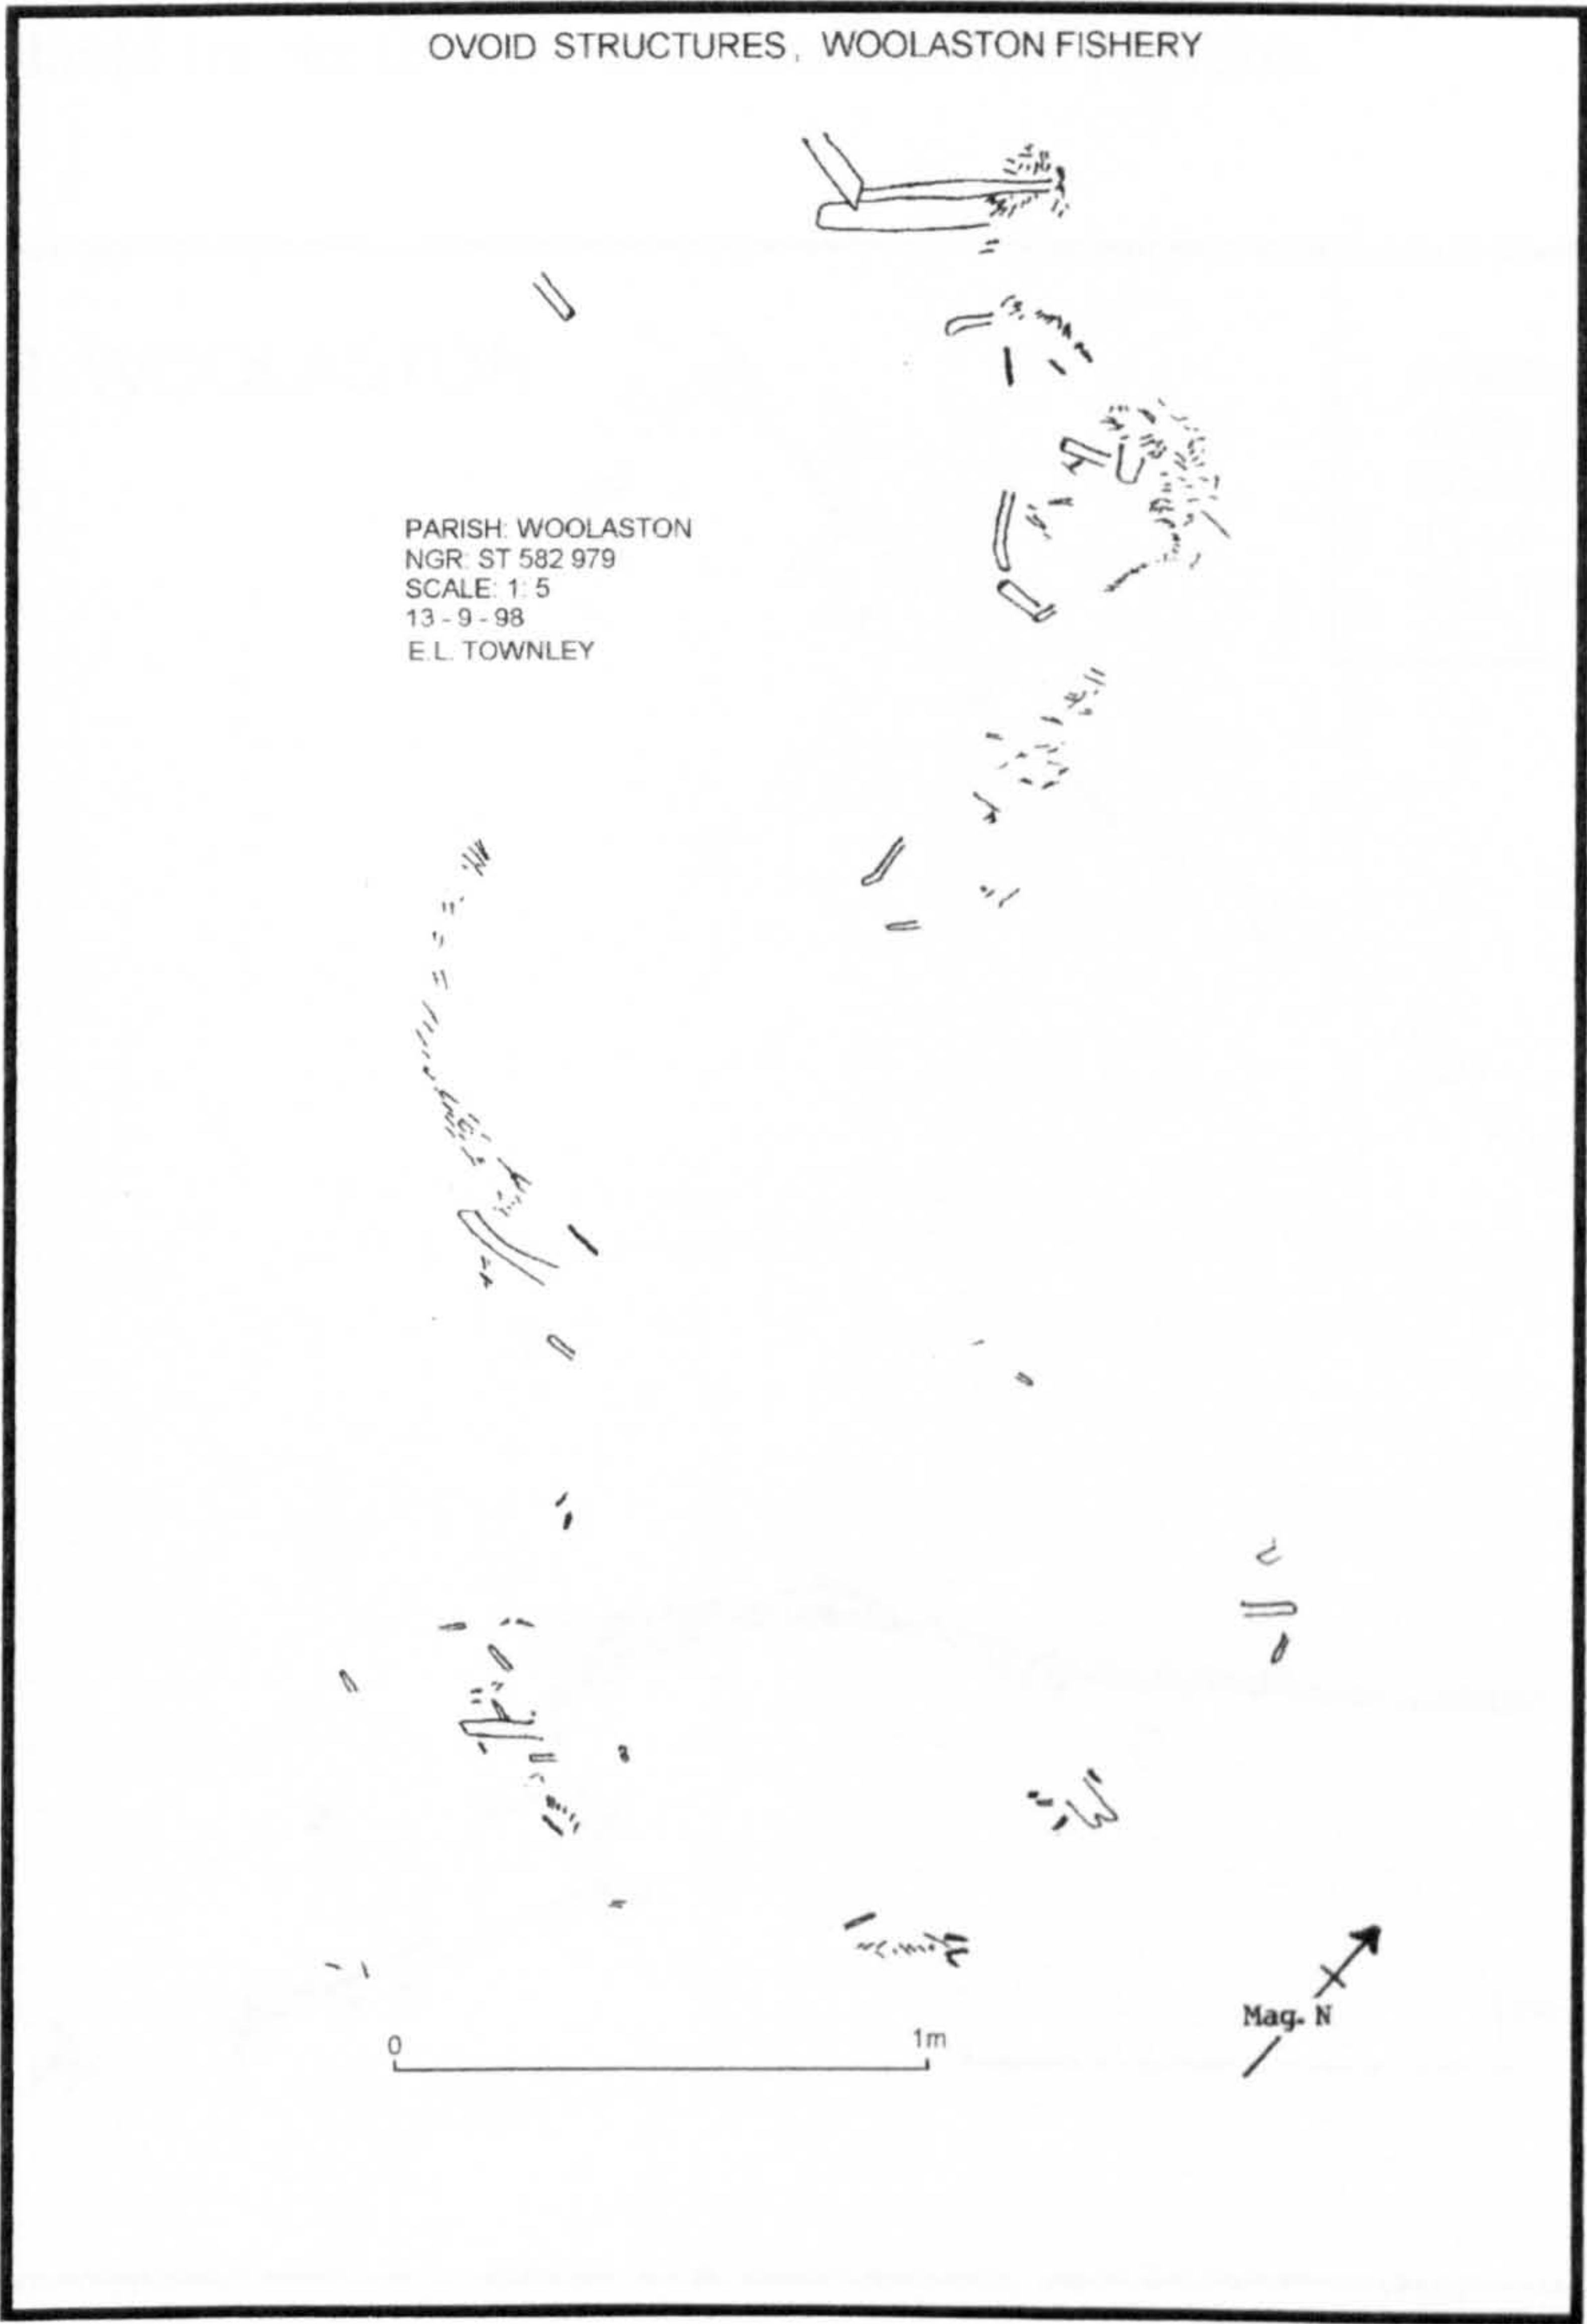 OVOID STRUCTURES, WOOLASTON FISHERY
PARISH: WOOLASTON
NGR: ST 582 979
SCALE: 1:5
13-9-98
E.L. TOWNLEY
Mag. N
0 1m